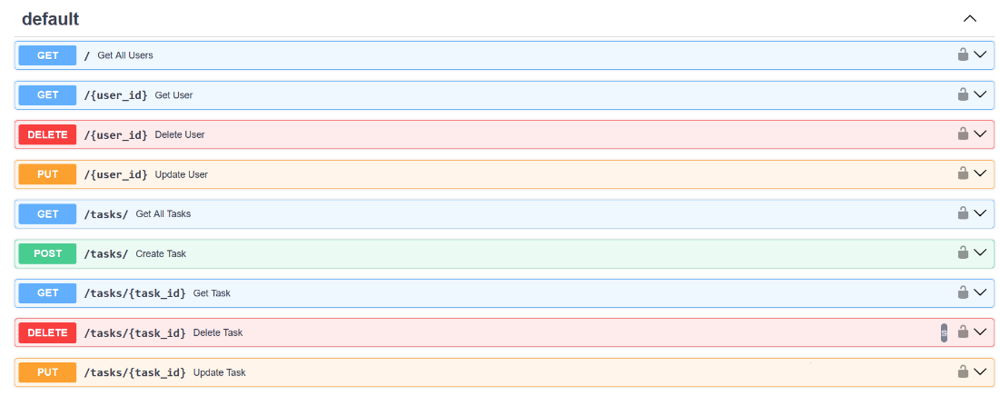 default
GET / Get All Users
GET /{user_id} Get User
DELETE /{user_id} Delete User
PUT /{user_id} Update User
GET /tasks/ Get All Tasks
POST /tasks/ Create Task
GET /tasks/{task_id} Get Task
DELETE /tasks/{task_id} Delete Task
PUT /tasks/{task_id} Update Task